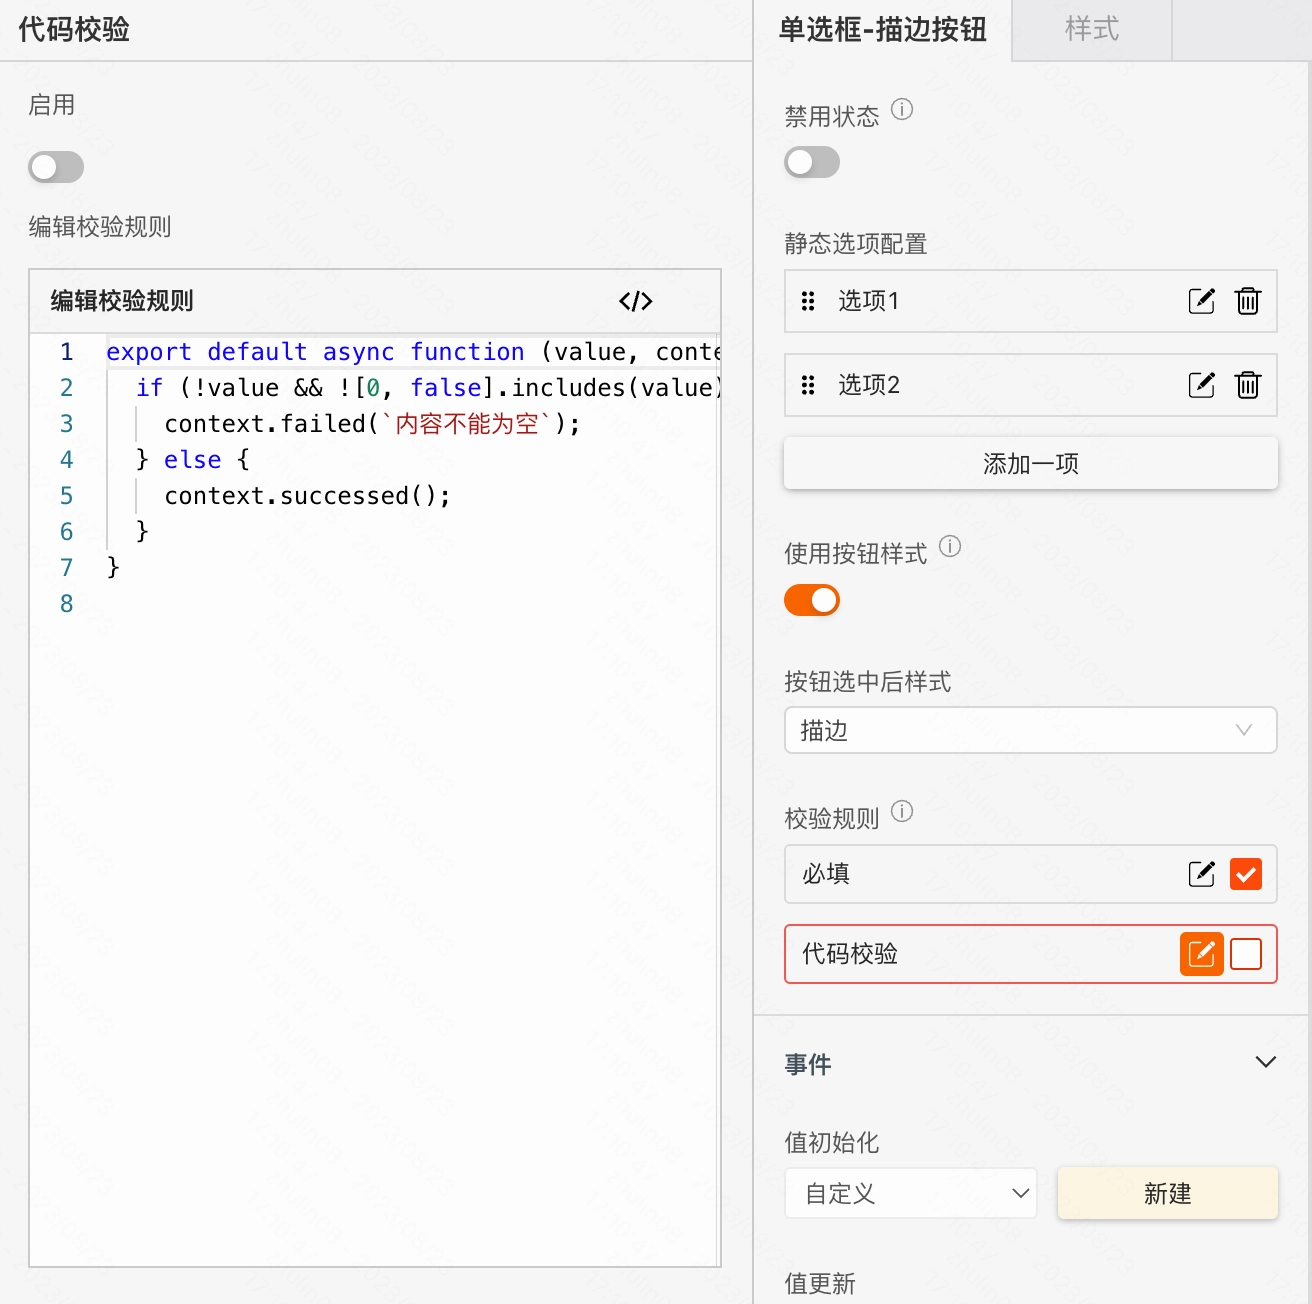 代码校验
启用
编辑校验规则
编辑校验规则
</>
1 export default async function (value, conte
2 if (!value && ![0, false].includes(value)
3 context.failed(`内容不能为空`);
4 } else {
5 context.successed();
6 }
7 }
8
单选框-描边按钮
样式
禁用状态
静态选项配置
选项1
选项2
添加一项
使用按钮样式
按钮选中后样式
描边
校验规则
必填
代码校验
事件
值初始化
自定义
新建
值更新